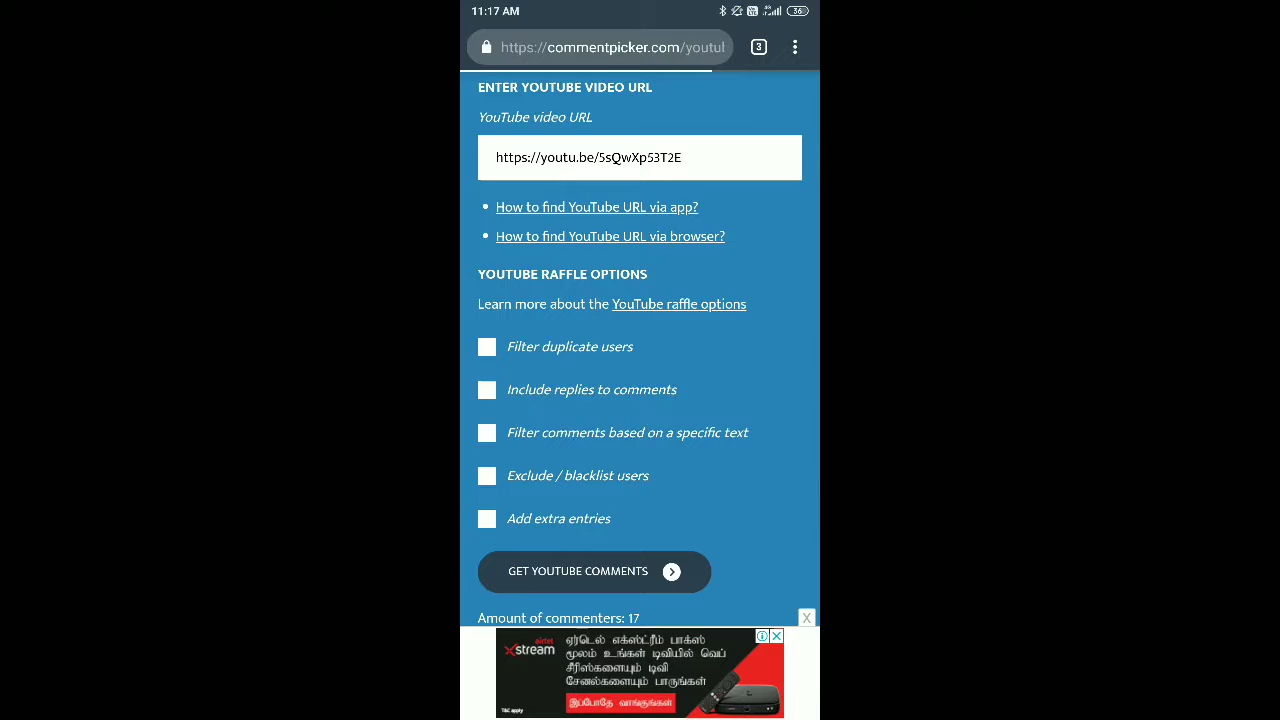 11:17 AM
36
https://commentpicker.com/youtul
3
ENTER YOUTUBE VIDEO URL
YouTube video URL
https://youtu.be/5sQwXp53T2E
How to find YouTube URL via app?
How to find YouTube URL via browser?
YOUTUBE RAFFLE OPTIONS
Learn more about the YouTube raffle options
Filter duplicate users
Include replies to comments
Filter comments based on a specific text
Exclude / blacklist users
Add extra entries
GET YOUTUBE COMMENTS
Amount of commenters: 17
X
airtel
xstream
ஏர்டெல் எக்ஸ்ட்ரீம் பாக்ஸ்
மூலம் உங்கள் டிவியில் வெப்
சீரிஸ்களையும் டிவி
சேனல்களையும் பாருங்கள்
இப்போதே வாங்குங்கள்
T&C apply